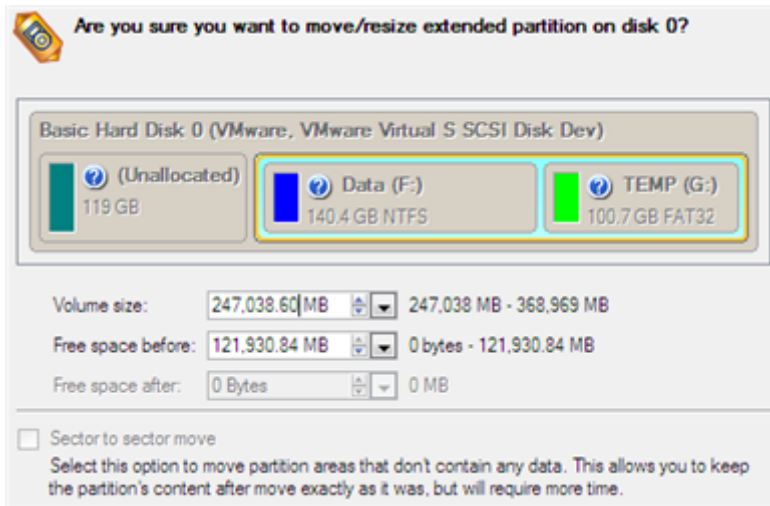 Are you sure you want to move/resize extended partition on disk 0?
Basic Hard Disk 0 (VMware, VMware Virtual S SCSI Disk Dev)
(Unallocated)
119 GB
Data (F:)
140.4 GB NTFS
TEMP (G:)
100.7 GB FAT32
Volume size: 247,038.60 MB 247,038 MB - 368,969 MB
Free space before: 121,930.84 MB 0 bytes - 121,930.84 MB
Free space after: 0 Bytes 0 MB
Sector to sector move
Select this option to move partition areas that don't contain any data. This allows you to keep
the partition's content after move exactly as it was, but will require more time.